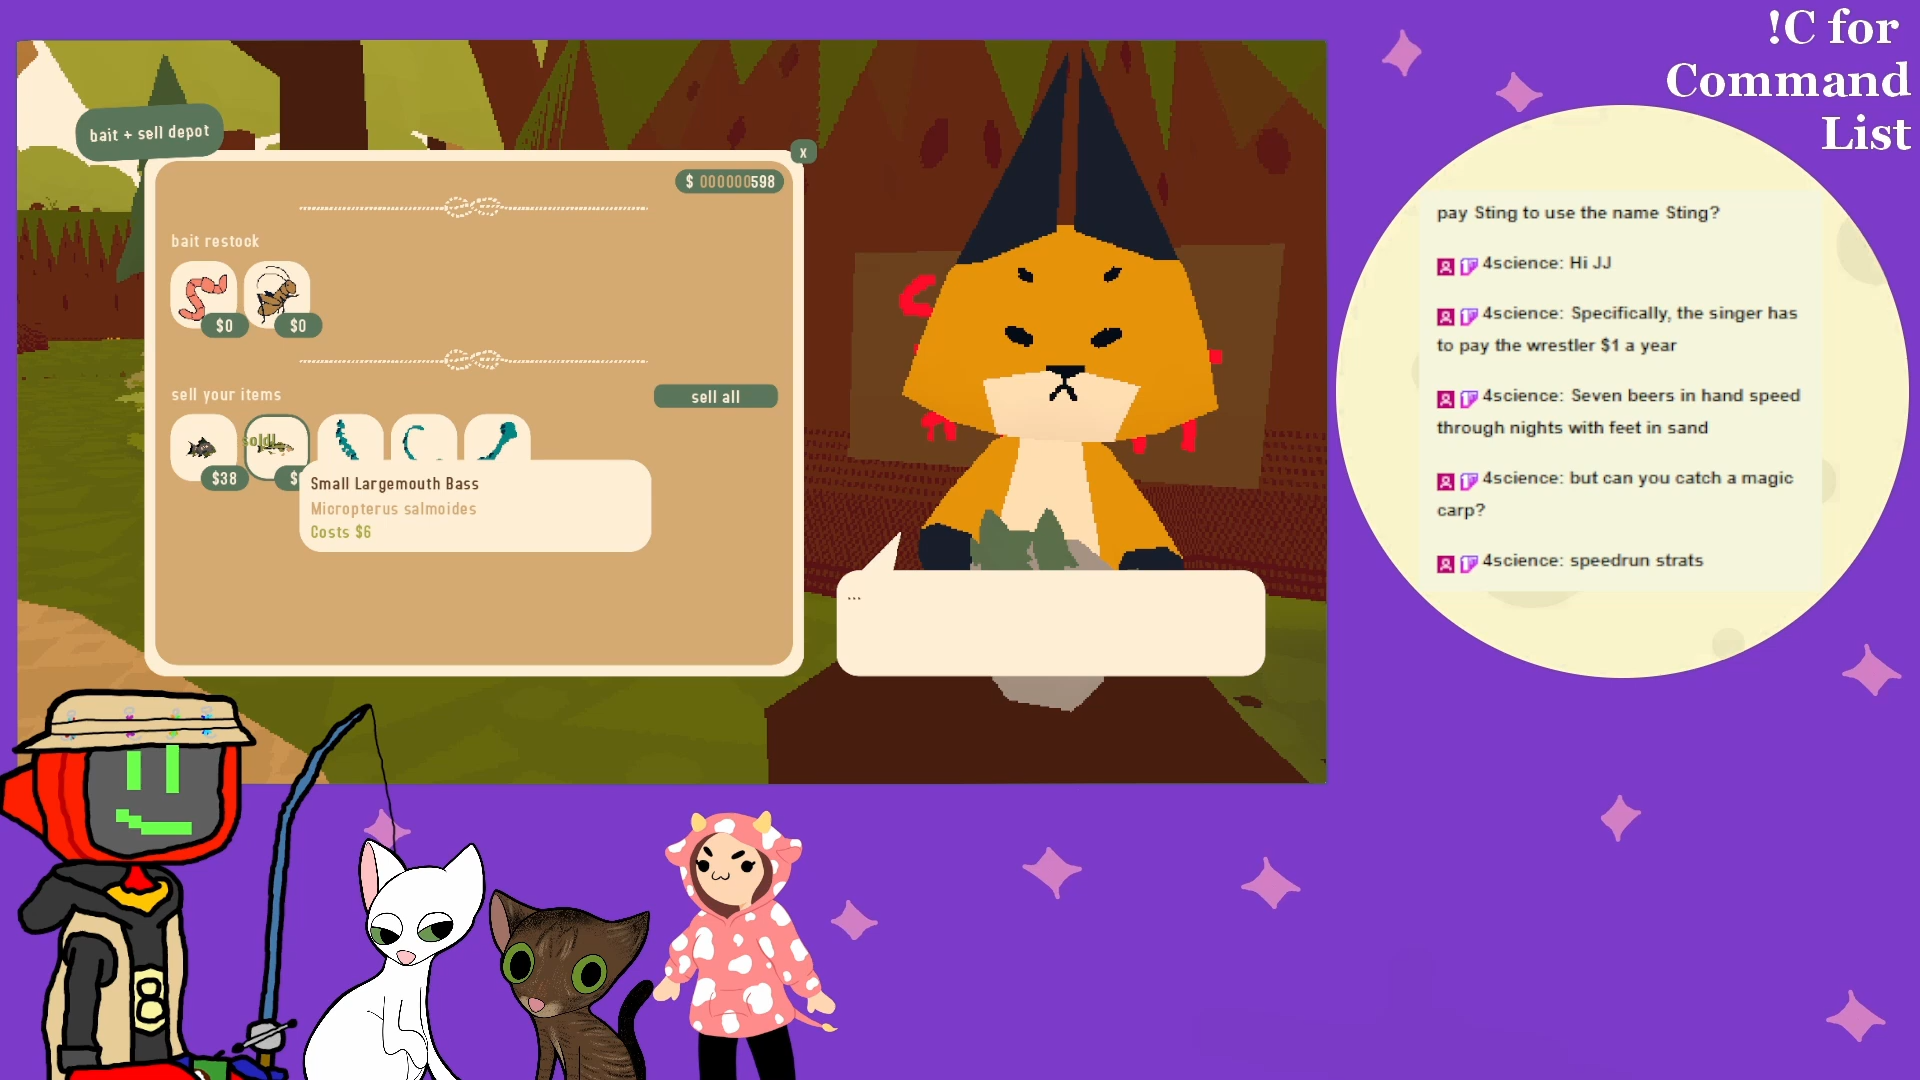 !C for
Command
List
bait + sell depot
x
$ 000000598
bait restock
$0
$0
sell your items
sell all
sold!
$38
Small Largemouth Bass
Micropterus salmoides
Costs $6
...
pay Sting to use the name Sting?
4science: Hi JJ
4science: Specifically, the singer has
to pay the wrestler $1 a year
4science: Seven beers in hand speed
through nights with feet in sand
4science: but can you catch a magic
carp?
4science: speedrun strats
8